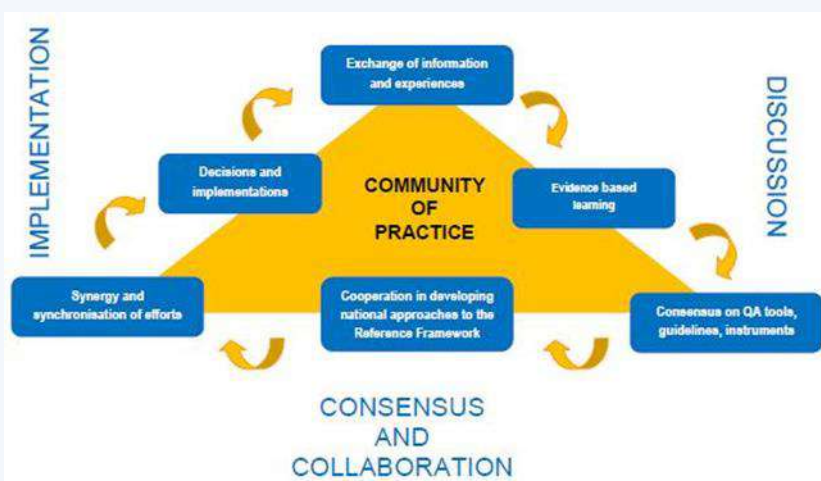 IMPLEMENTATION
Exchange of information
and experiences
DISCUSSION
Decisions and
implementations
COMMUNITY
OF
PRACTICE
Evidence based
learning
Synergy and
synchronisation of efforts
Cooperation in developing
national approaches to the
Reference Framework
Consensus on QA tools,
guidelines, instruments
CONSENSUS
AND
COLLABORATION